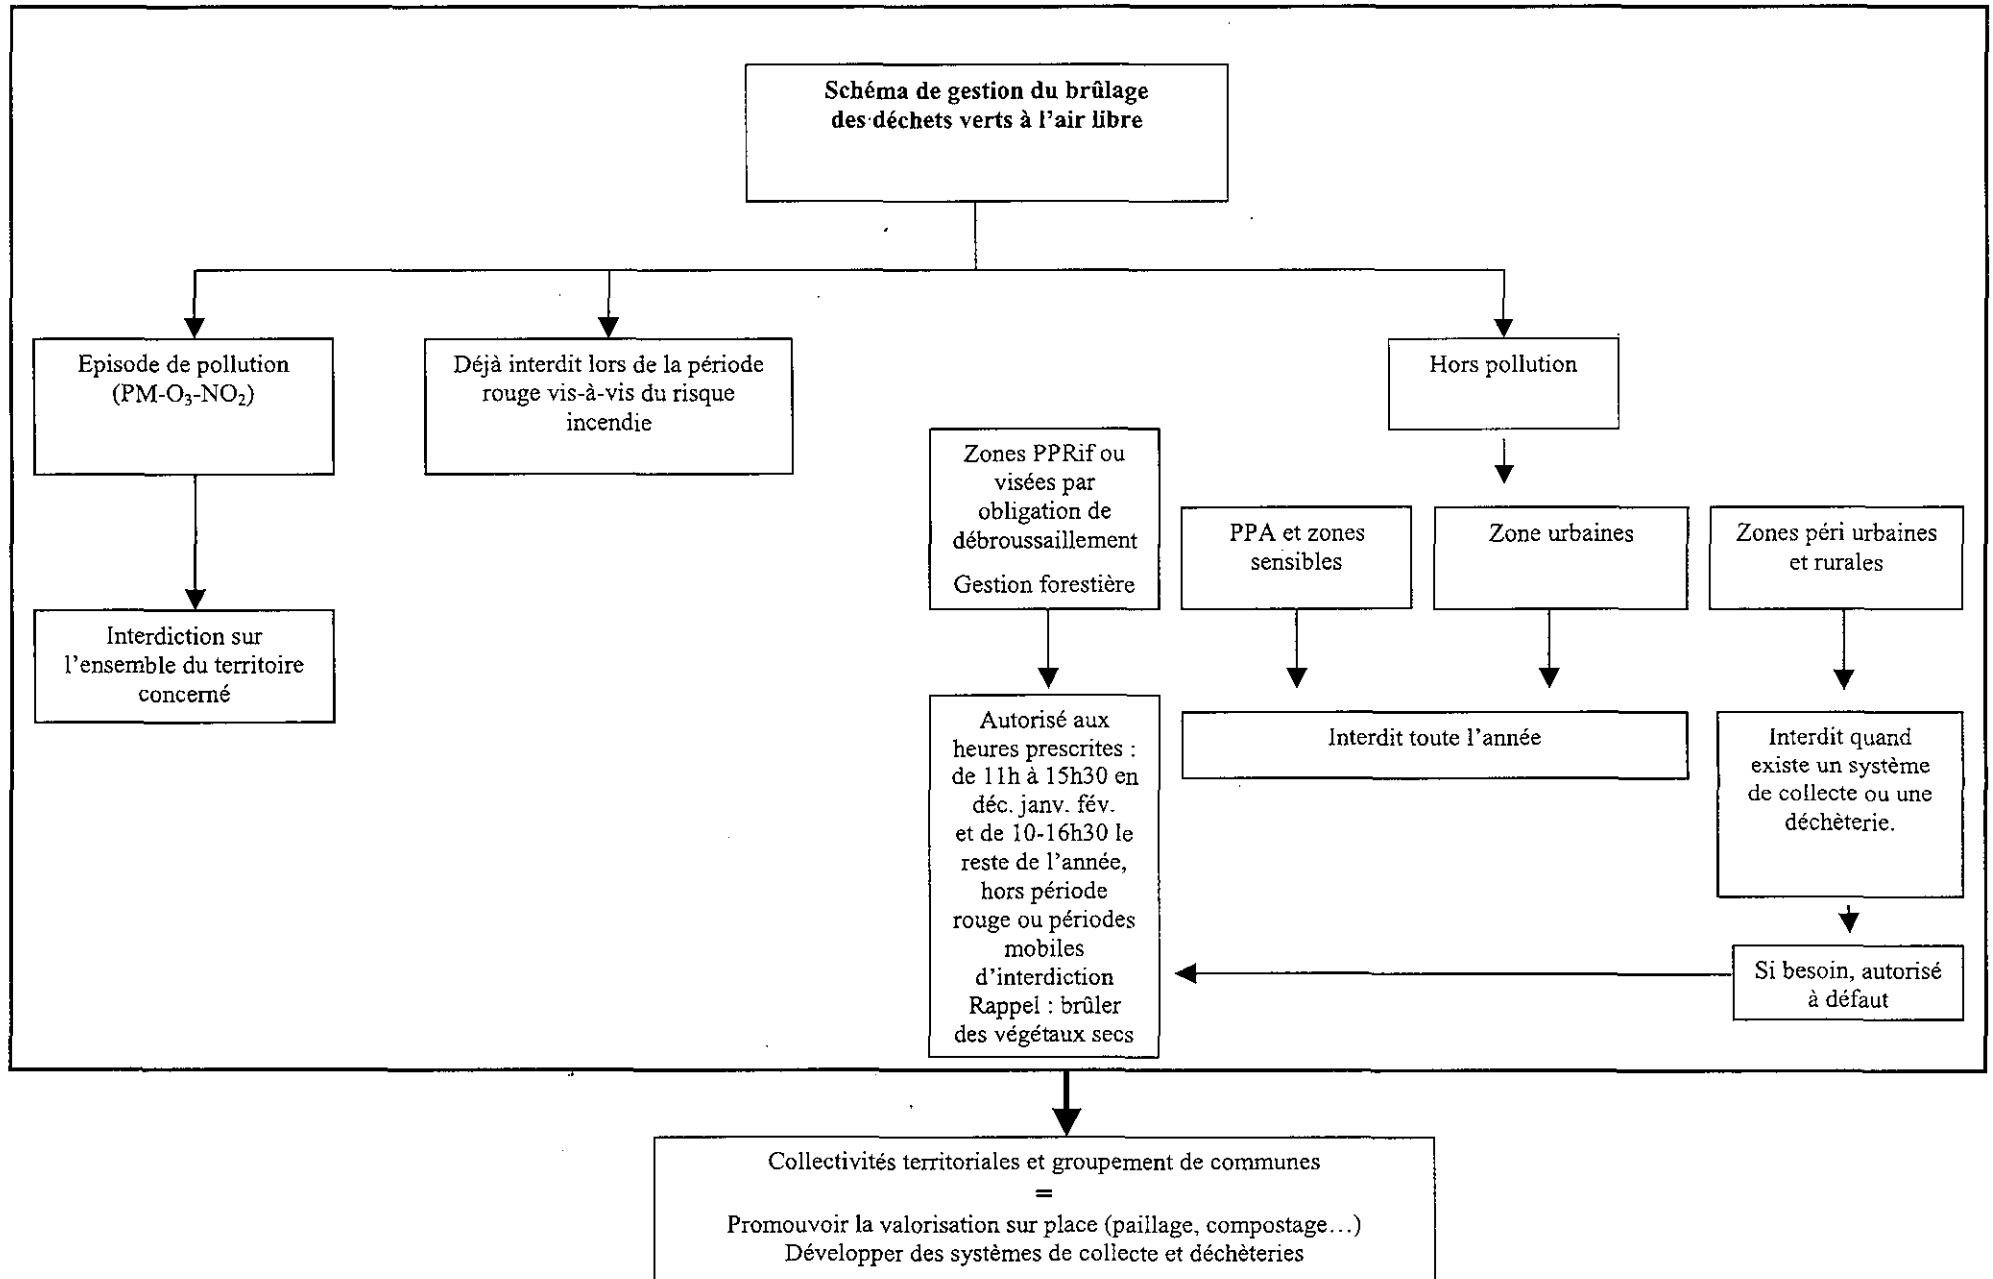 Schéma de gestion du brûlage
des déchets verts à l'air libre
Episode de pollution
(PM-O₃-NO₂)
Déjà interdit lors de la période
rouge vis-à-vis du risque
incendie
Hors pollution
Zones PPRif ou
visées par
obligation de
débroussaillement
Gestion forestière
PPA et zones
sensibles
Zone urbaines
Zones péri urbaines
et rurales
Interdiction sur
l'ensemble du territoire
concerné
Autorisé aux
heures prescrites :
de 11h à 15h30 en
déc. janv. fév.
et de 10-16h30 le
reste de l'année,
hors période
rouge ou périodes
mobiles
d'interdiction
Rappel : brûler
des végétaux secs
Interdit toute l'année
Interdit quand
existe un système
de collecte ou une
déchèterie.
Si besoin, autorisé
à défaut
Collectivités territoriales et groupement de communes
=
Promouvoir la valorisation sur place (paillage, compostage…)
Développer des systèmes de collecte et déchèteries